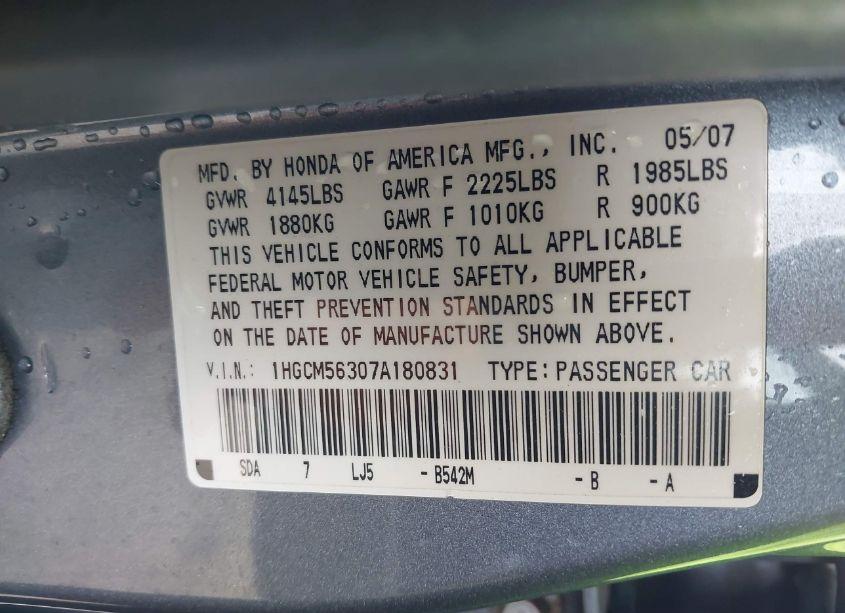 MFD. BY HONDA OF AMERICA MFG., INC. 05/07
GVWR 4145LBS GAWR F 2225LBS R 1985LBS
GVWR 1880KG GAWR F 1010KG R 900KG
THIS VEHICLE CONFORMS TO ALL APPLICABLE
FEDERAL MOTOR VEHICLE SAFETY, BUMPER,
AND THEFT PREVENTION STANDARDS IN EFFECT
ON THE DATE OF MANUFACTURE SHOWN ABOVE.
V.I.N.: 1HGCM56307A180831 TYPE:PASSENGER CAR
SDA 7 LJ5 -B542M -B -A